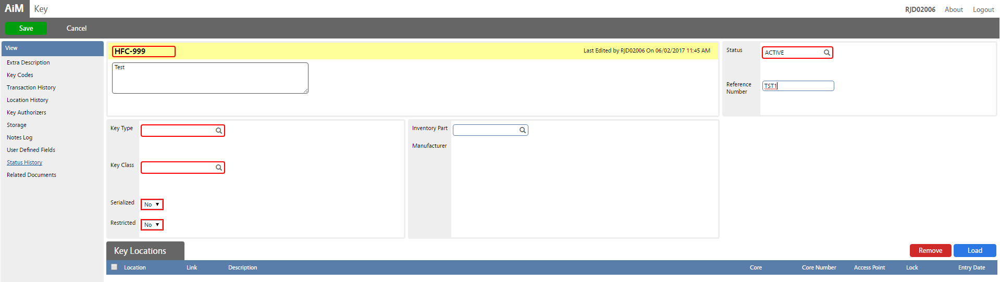 AiM Key
RJD02006 About Logout
Save Cancel
View
Extra Description
Key Codes
Transaction History
Location History
Key Authorizers
Storage
Notes Log
User Defined Fields
Status History
Related Documents
HFC-999
Last Edited by RJD02006 On 06/02/2017 11:45 AM
Test
Status ACTIVE
Reference
Number
TST1
Key Type
Key Class
Serialized No
Restricted No
Inventory Part
Manufacturer
Key Locations
Remove Load
Location Link Description Core Core Number Access Point Lock Entry Date